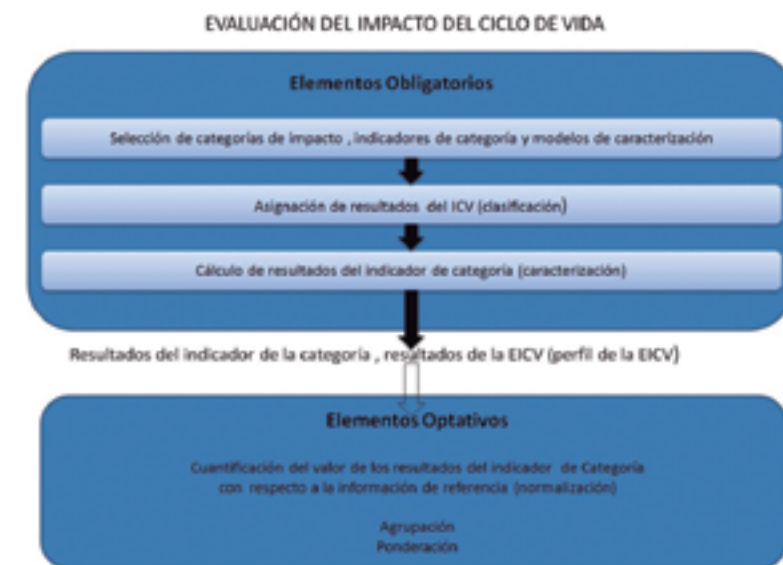 EVALUACIÓN DEL IMPACTO DEL CICLO DE VIDA
Elementos Obligatorios
Selección de categorías de impacto , indicadores de categoría y modelos de caracterización
Asignación de resultados del ICV (clasificación)
Cálculo de resultados del indicador de categoría (caracterización)
Resultados del indicador de la categoría , resultados de la EICV (perfil de la EICV)
Elementos Optativos
Cuantificación del valor de los resultados del indicador de Categoría
con respecto a la información de referencia (normalización)
Agrupación
Ponderación